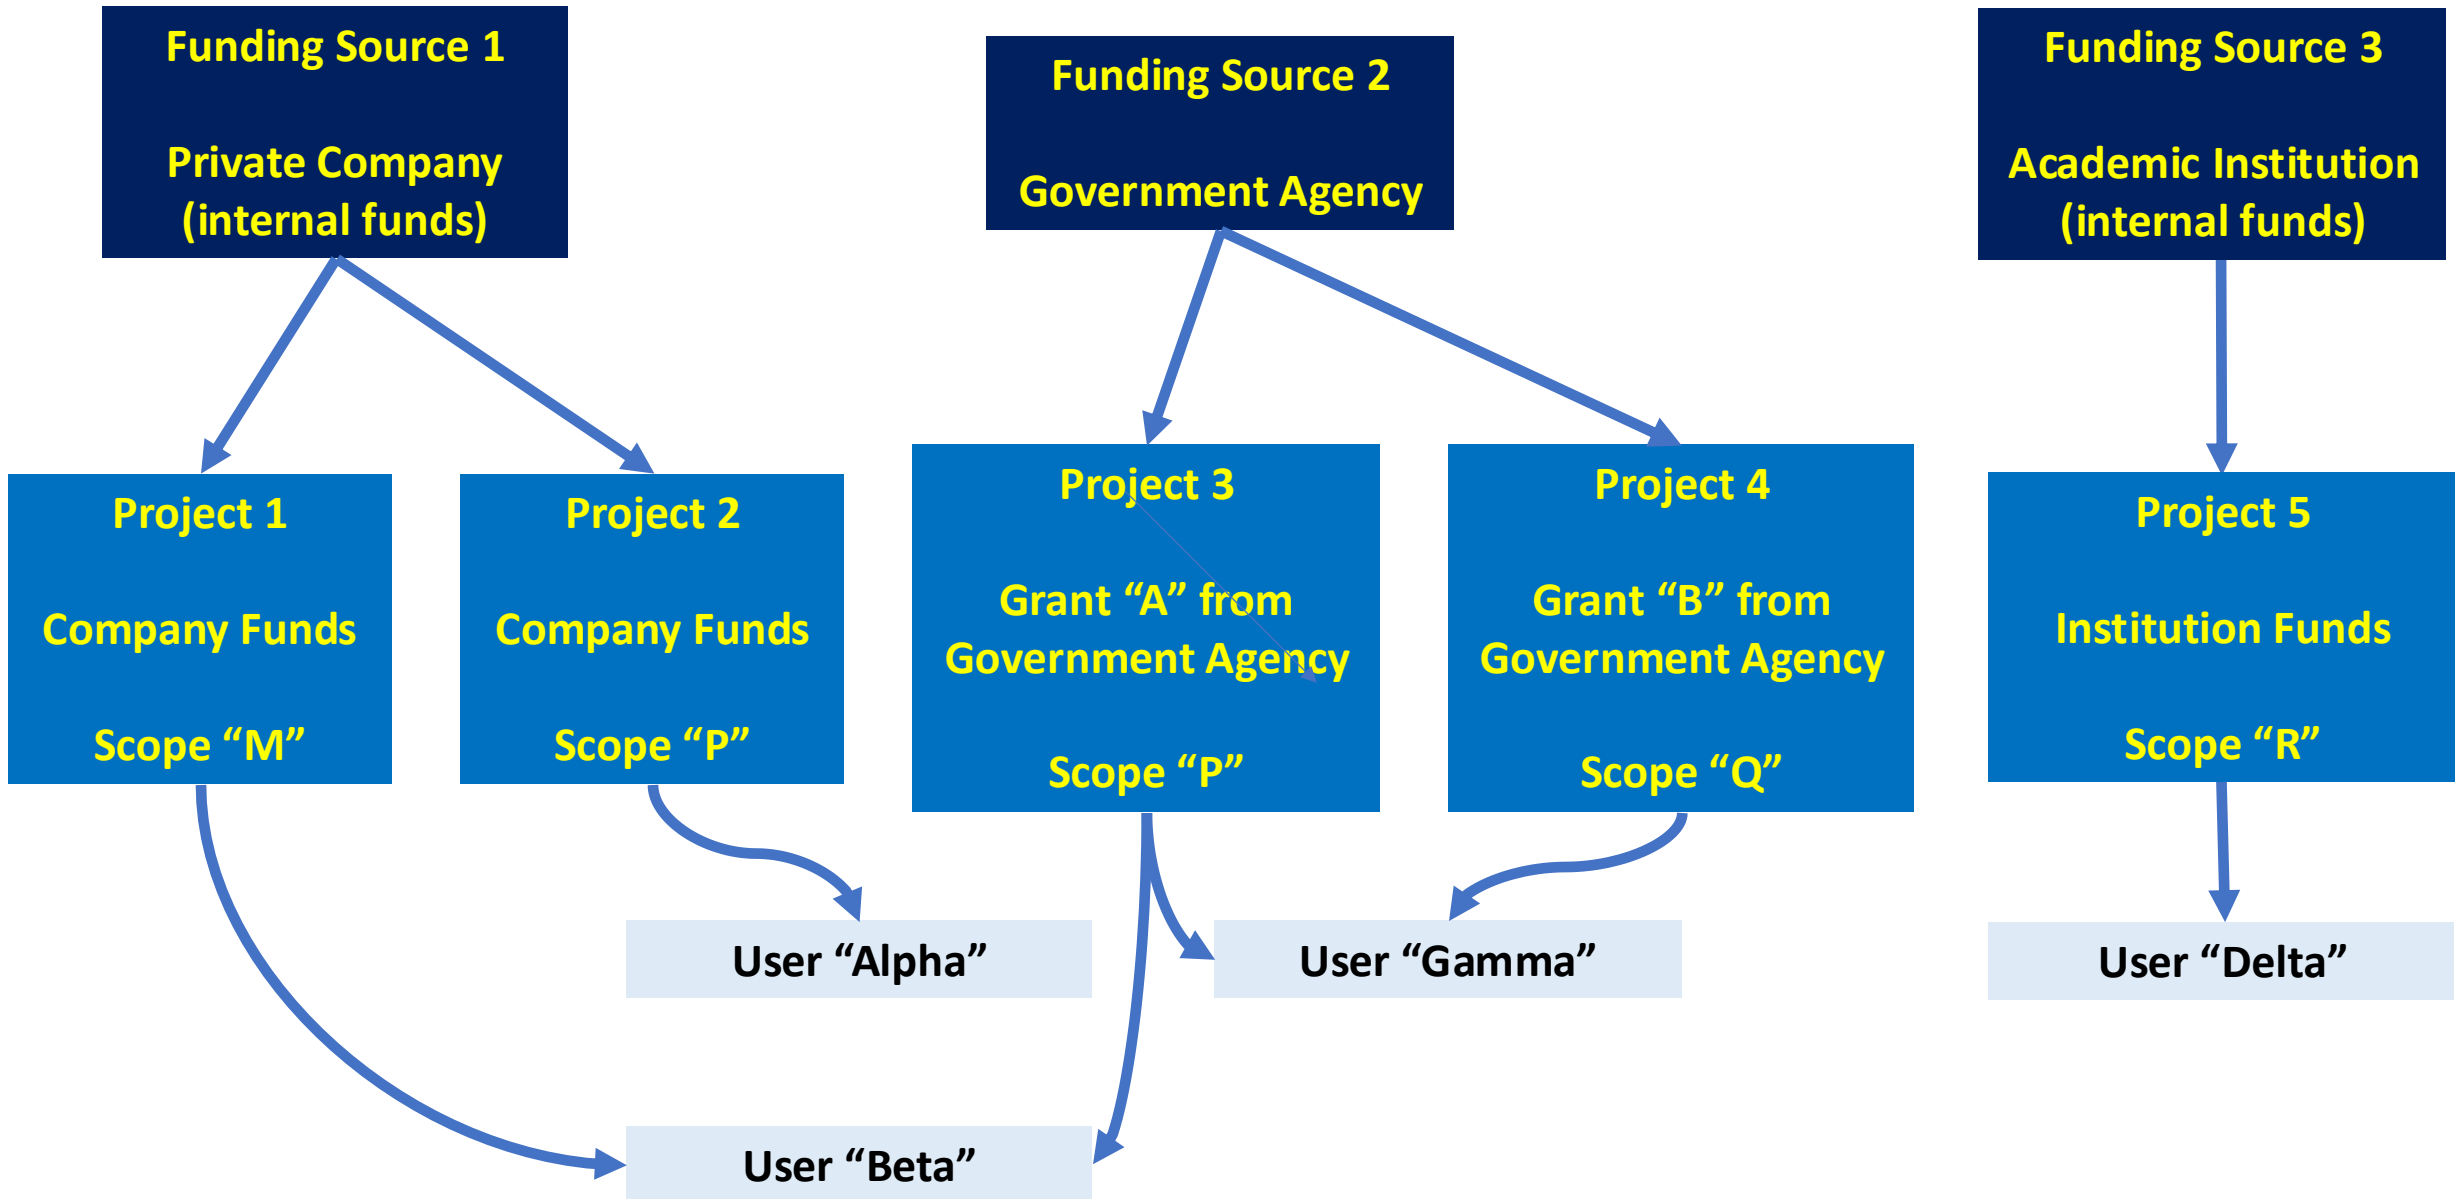 Funding Source 1
Private Company
(internal funds)
Funding Source 2
Government Agency
Funding Source 3
Academic Institution
(internal funds)
Project 1
Company Funds
Scope “M”
Project 2
Company Funds
Scope “P”
Project 3
Grant “A” from
Government Agency
Scope “P”
Project 4
Grant “B” from
Government Agency
Scope “Q”
Project 5
Institution Funds
Scope “R”
User “Alpha”
User “Gamma”
User “Delta”
User “Beta”